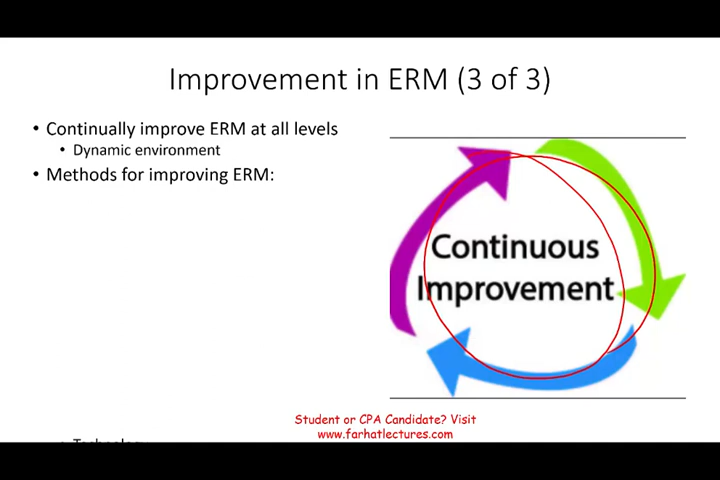 Improvement in ERM (3 of 3)
• Continually improve ERM at all levels
• Dynamic environment
• Methods for improving ERM:
Continuous
Improvement
Student or CPA Candidate? Visit
www.farhatlectures.com